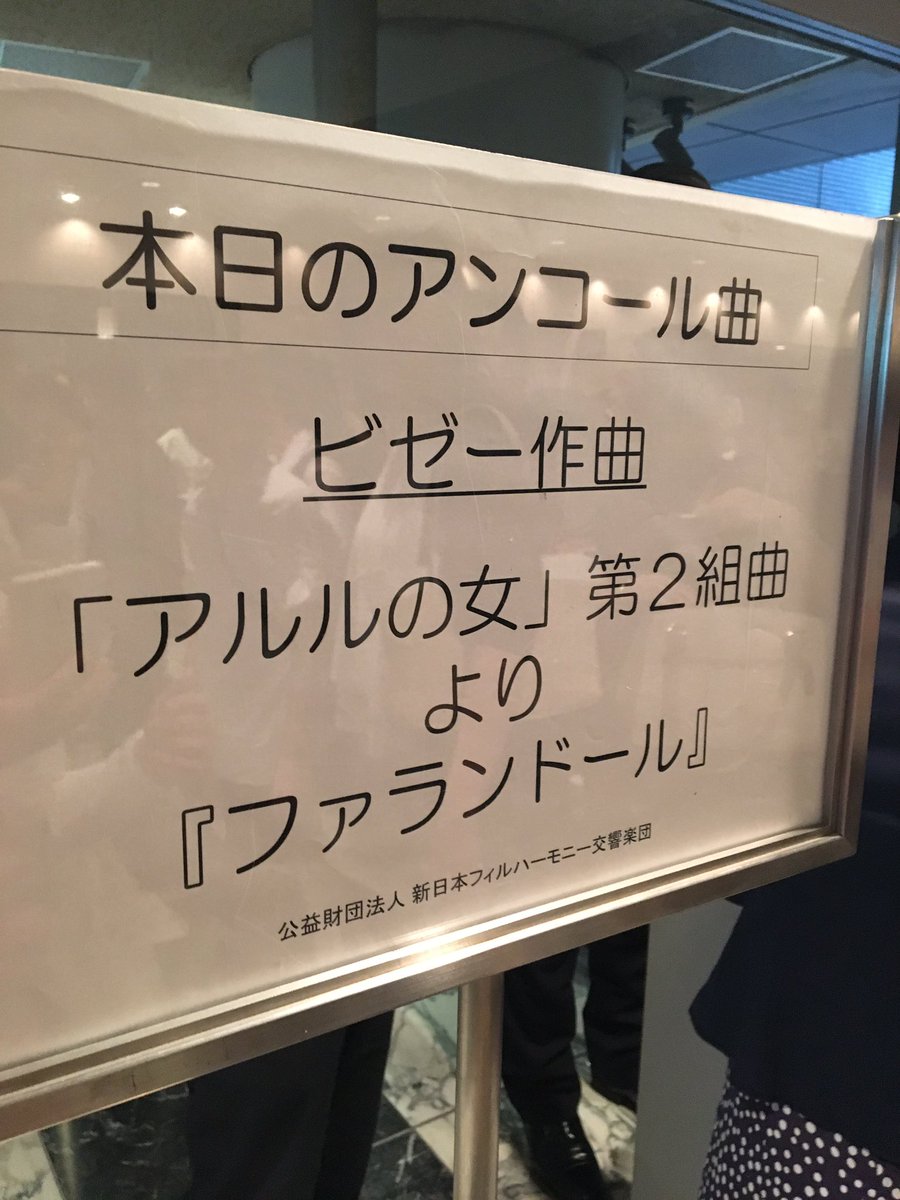 本日のアンコール曲
ビゼー作曲
「アルルの女」第２組曲
より
『ファランドール』
公益財団法人 新日本フィルハーモニー交響楽団